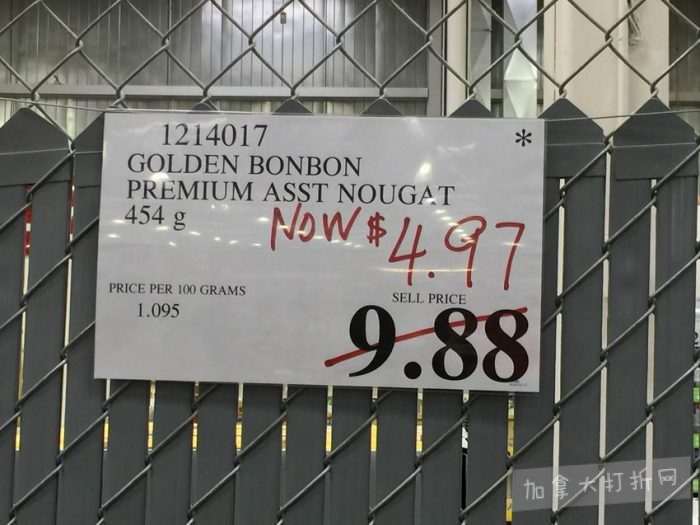 1214017 *
GOLDEN BONBON
PREMIUM ASST NOUGAT
454 g
NOW $4.97
PRICE PER 100 GRAMS
1.095
SELL PRICE
9.88
加拿大打折网